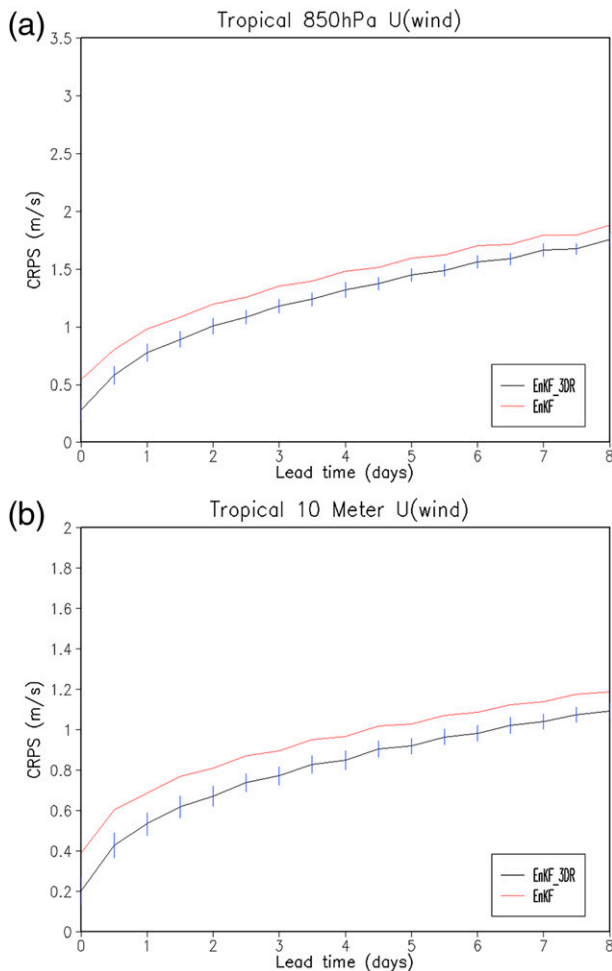 (a)
Tropical 850hPa U(wind)
3.5
3
2.5
2
1.5
1
0.5
0
CRPS (m/s)
EnKF_3DR
EnKF
0 1 2 3 4 5 6 7 8
Lead time (days)
(b)
Tropical 10 Meter U(wind)
2
1.8
1.6
1.4
1.2
1
0.8
0.6
0.4
0.2
0
CRPS (m/s)
EnKF_3DR
EnKF
0 1 2 3 4 5 6 7 8
Lead time (days)